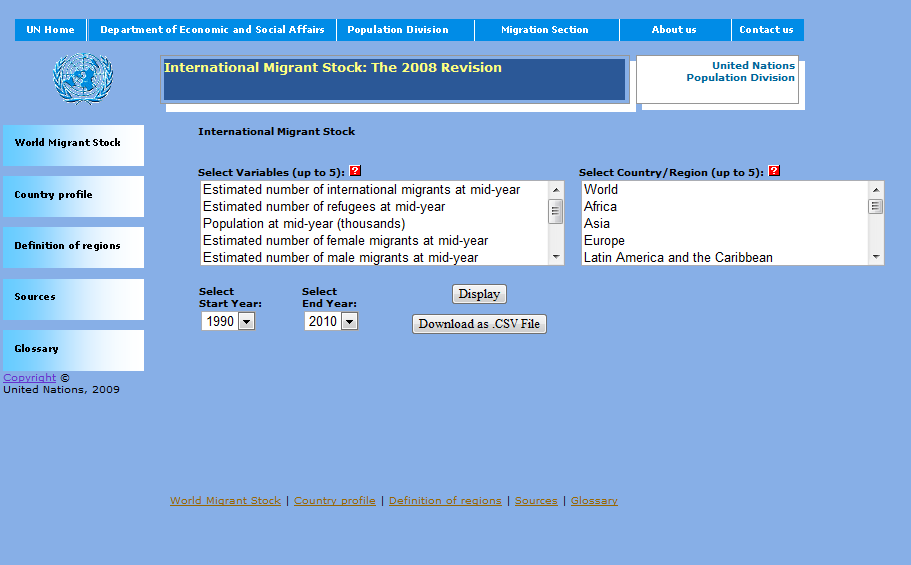 UN Home
Department of Economic and Social Affairs
Population Division
Migration Section
About us
Contact us
International Migrant Stock: The 2008 Revision
United Nations
Population Division
World Migrant Stock
Country profile
Definition of regions
Sources
Glossary
Copyright ©
United Nations, 2009
International Migrant Stock
Select Variables (up to 5): ?
Estimated number of international migrants at mid-year
Estimated number of refugees at mid-year
Population at mid-year (thousands)
Estimated number of female migrants at mid-year
Estimated number of male migrants at mid-year
Select Country/Region (up to 5): ?
World
Africa
Asia
Europe
Latin America and the Caribbean
Select
Start Year:
1990
Select
End Year:
2010
Display
Download as .CSV File
World Migrant Stock | Country profile | Definition of regions | Sources | Glossary